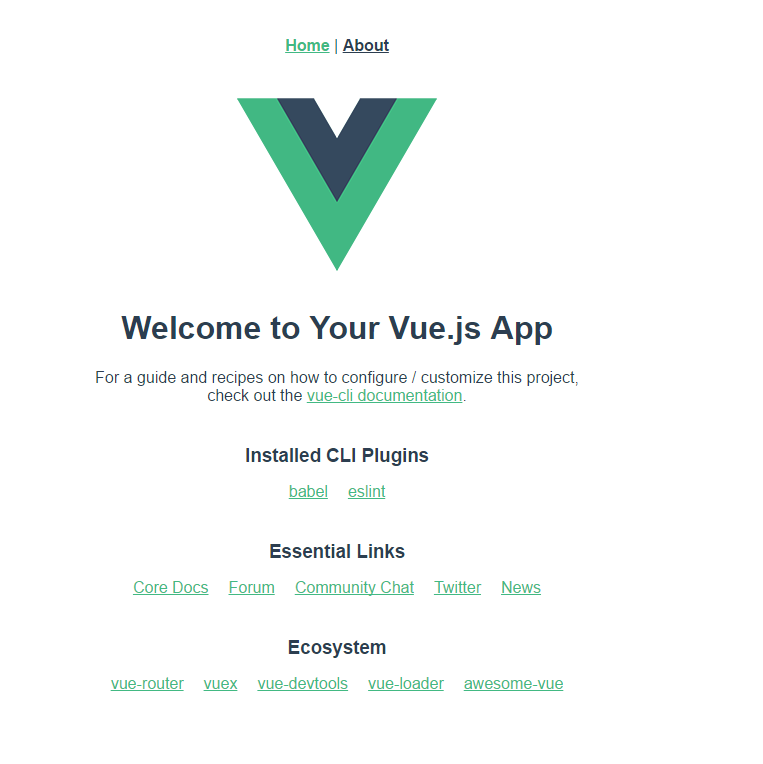 Home | About
Welcome to Your Vue.js App
For a guide and recipes on how to configure / customize this project,
check out the vue-cli documentation.
Installed CLI Plugins
babel eslint
Essential Links
Core Docs Forum Community Chat Twitter News
Ecosystem
vue-router vuex vue-devtools vue-loader awesome-vue